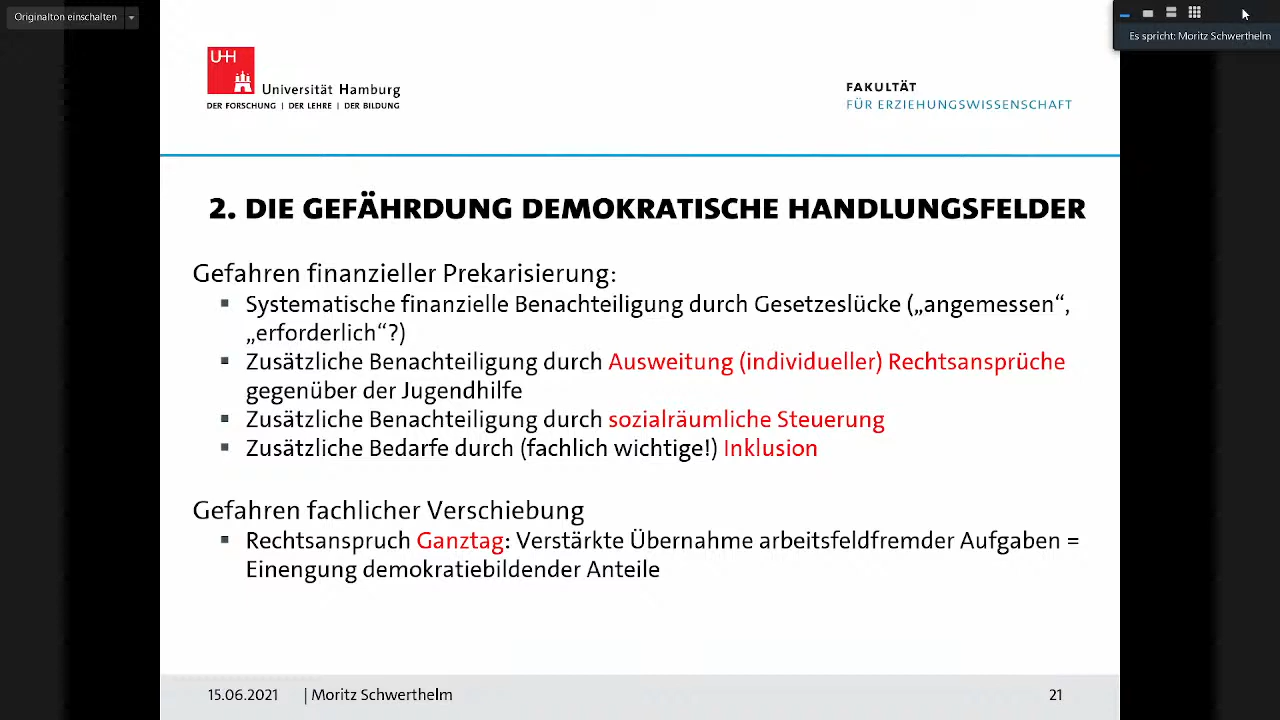 Originalton einschalten
Es spricht: Moritz Schwerthelm
UHH
Universität Hamburg
DER FORSCHUNG | DER LEHRE | DER BILDUNG
FAKULTÄT
FÜR ERZIEHUNGSWISSENSCHAFT
2. DIE GEFÄHRDUNG DEMOKRATISCHE HANDLUNGSFELDER
Gefahren finanzieller Prekarisierung:
▪ Systematische finanzielle Benachteiligung durch Gesetzeslücke („angemessen“,
„erforderlich“?)
▪ Zusätzliche Benachteiligung durch Ausweitung (individueller) Rechtsansprüche
gegenüber der Jugendhilfe
▪ Zusätzliche Benachteiligung durch sozialräumliche Steuerung
▪ Zusätzliche Bedarfe durch (fachlich wichtige!) Inklusion
Gefahren fachlicher Verschiebung
▪ Rechtsanspruch Ganztag: Verstärkte Übernahme arbeitsfeldfremder Aufgaben =
Einengung demokratiebildender Anteile
15.06.2021 | Moritz Schwerthelm 21